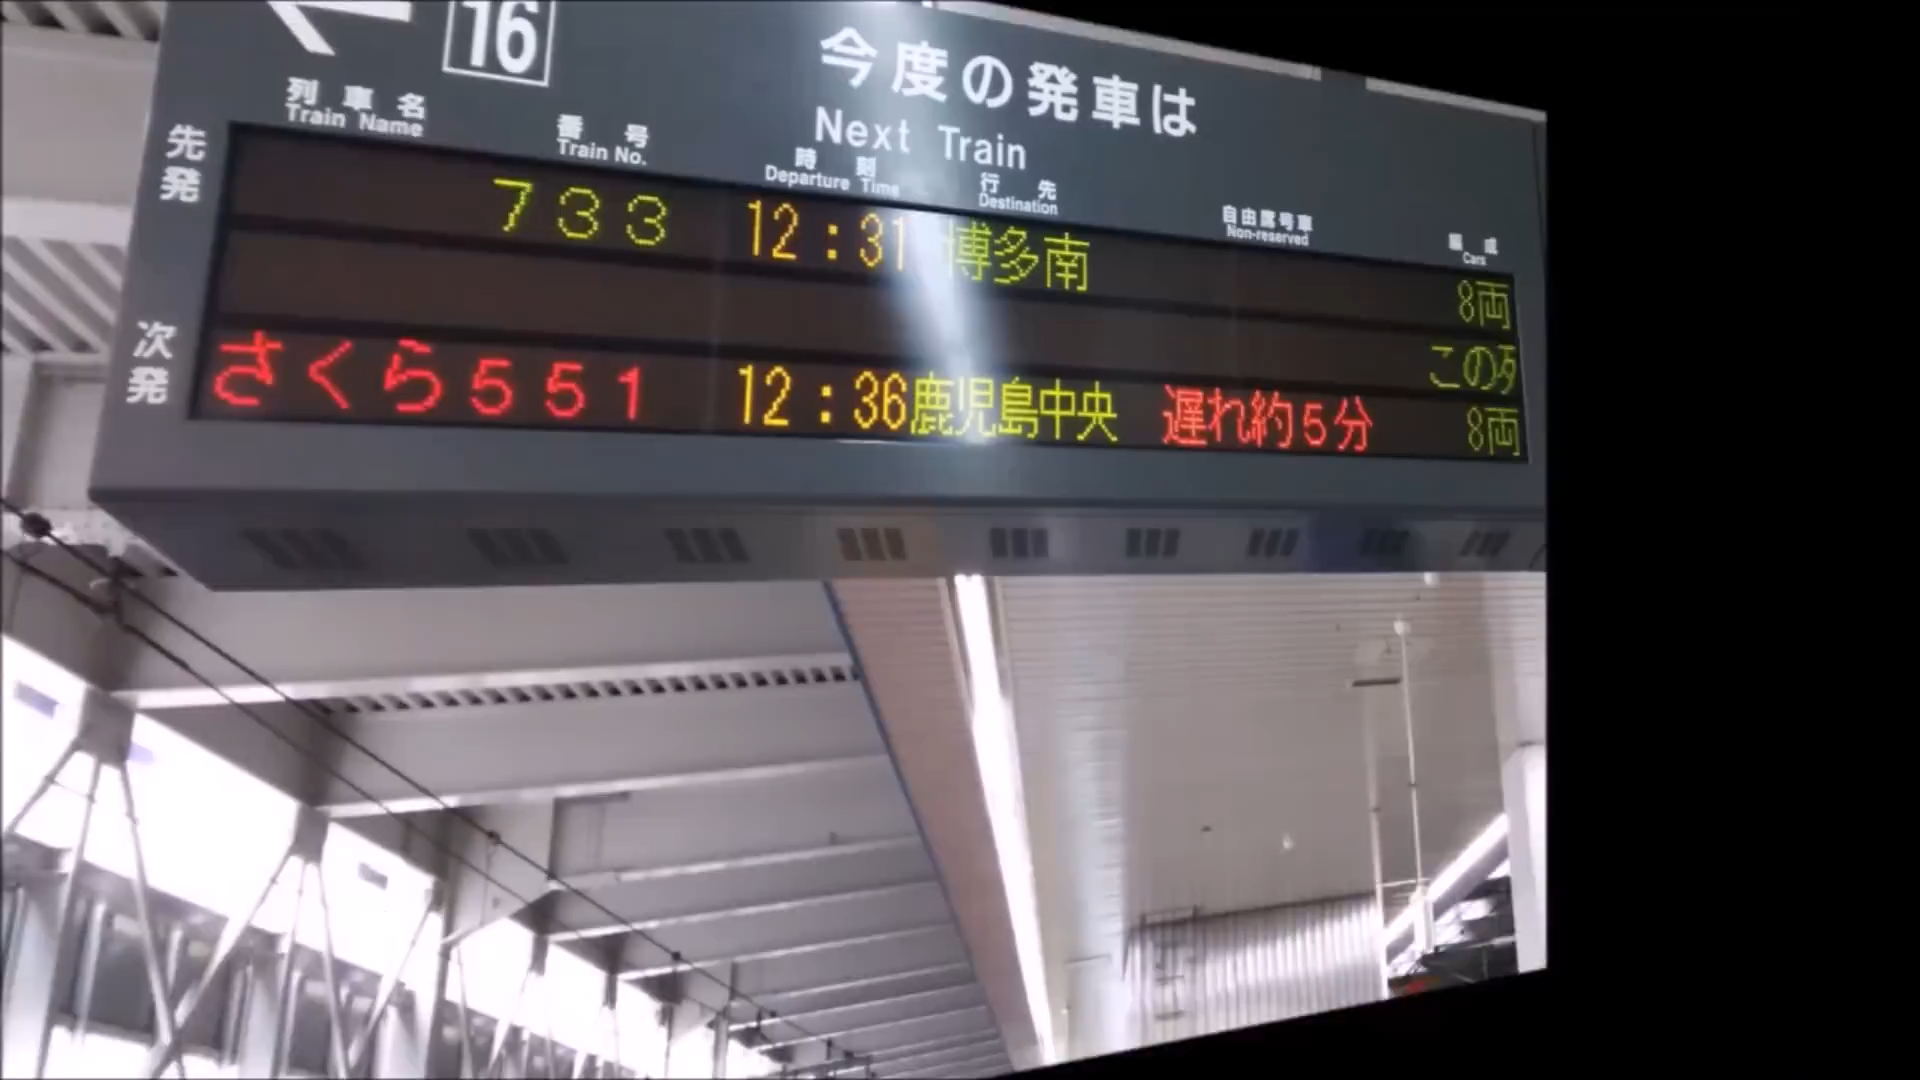 16
今度の発車は
Next Train
列車名 番号 時刻 行先 自由席号車 編成
Train Name Train No. Departure Time Destination Non-reserved Cars
先発
733 12:31 博多南 8両
この列
次発
さくら551 12:36 鹿児島中央 遅れ約5分 8両